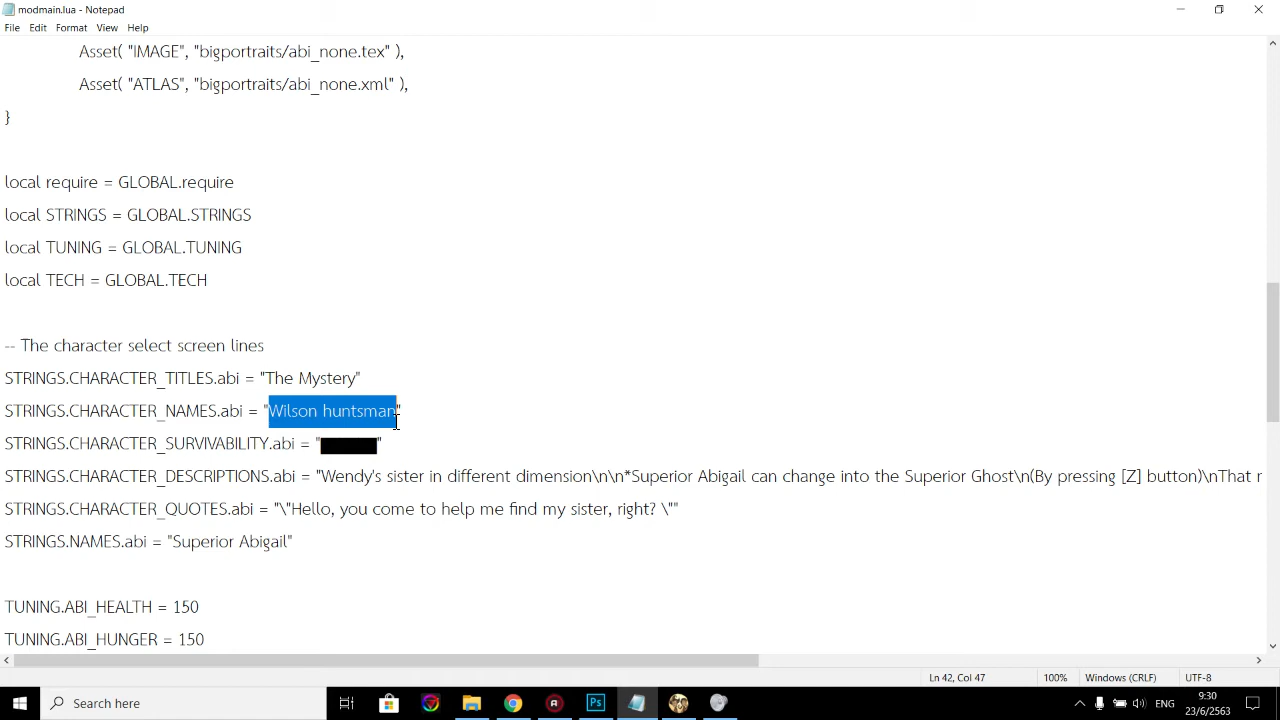 modmain.lua - Notepad
File Edit Format View Help
Asset( "IMAGE", "bigportraits/abi_none.tex" ),
Asset( "ATLAS", "bigportraits/abi_none.xml" ),
}
local require = GLOBAL.require
local STRINGS = GLOBAL.STRINGS
local TUNING = GLOBAL.TUNING
local TECH = GLOBAL.TECH
-- The character select screen lines
STRINGS.CHARACTER_TITLES.abi = "The Mystery"
STRINGS.CHARACTER_NAMES.abi = "Wilson huntsman"
STRINGS.CHARACTER_SURVIVABILITY.abi = " "
STRINGS.CHARACTER_DESCRIPTIONS.abi = "Wendy's sister in different dimension\n\n*Superior Abigail can change into the Superior Ghost\n(By pressing [Z] button)\nThat r
STRINGS.CHARACTER_QUOTES.abi = "\"Hello, you come to help me find my sister, right? \""
STRINGS.NAMES.abi = "Superior Abigail"
TUNING.ABI_HEALTH = 150
TUNING.ABI_HUNGER = 150
Ln 42, Col 47 100% Windows (CRLF) UTF-8
Search here Ps ENG 9:30
23/6/2563